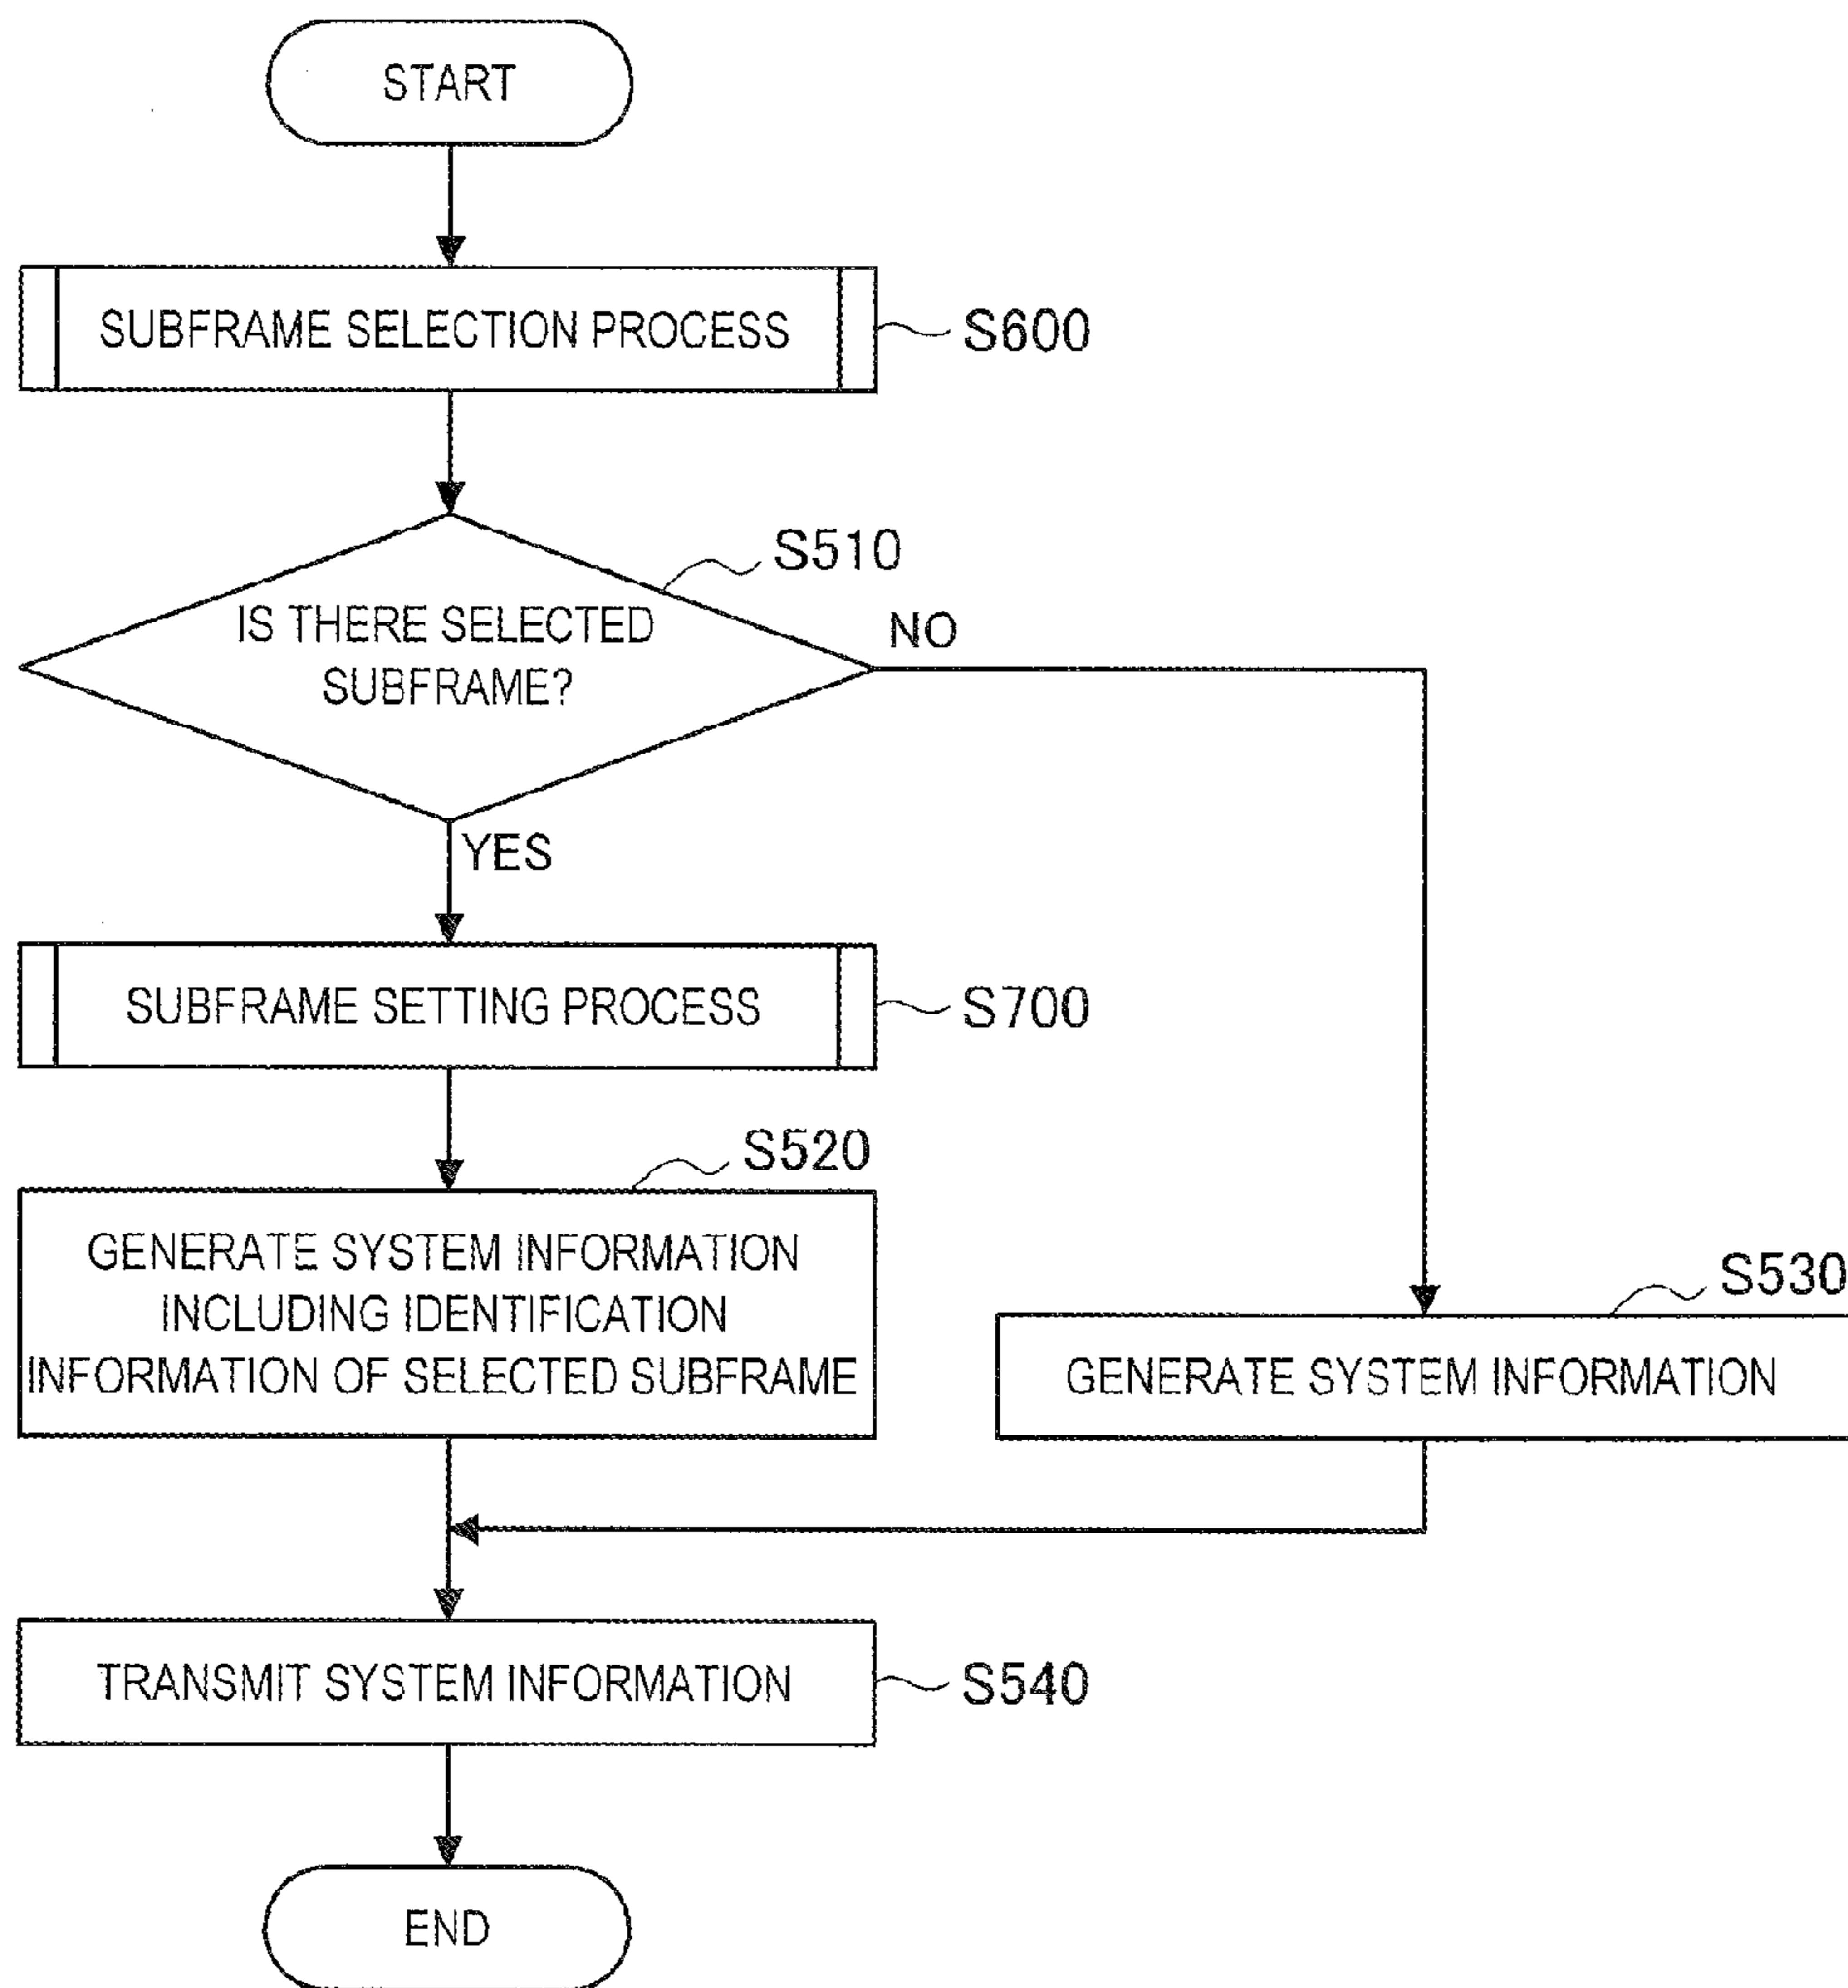 START
SUBFRAME SELECTION PROCESS
S600
S510
IS THERE SELECTED
SUBFRAME?
NO
YES
SUBFRAME SETTING PROCESS
S700
S520
GENERATE SYSTEM INFORMATION
INCLUDING IDENTIFICATION
INFORMATION OF SELECTED SUBFRAME
S530
GENERATE SYSTEM INFORMATION
TRANSMIT SYSTEM INFORMATION
S540
END